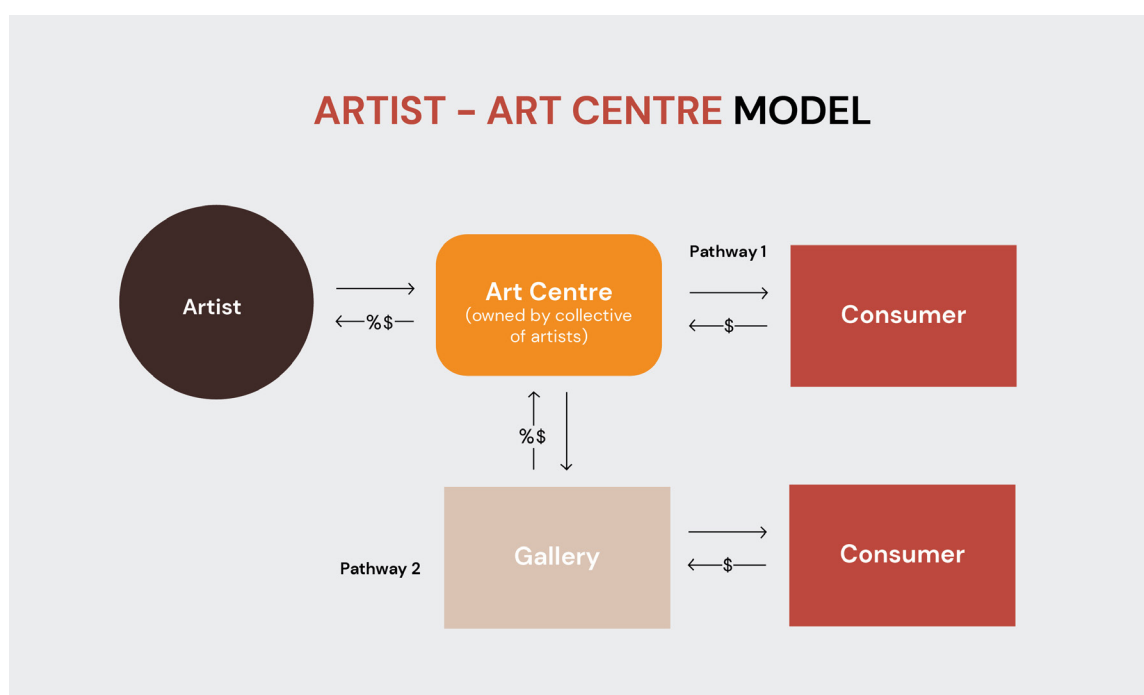 ARTIST - ART CENTRE MODEL
Pathway 1
Artist
%$
Art Centre
(owned by collective
of artists)
$
Consumer
%$
Pathway 2
Gallery
$
Consumer